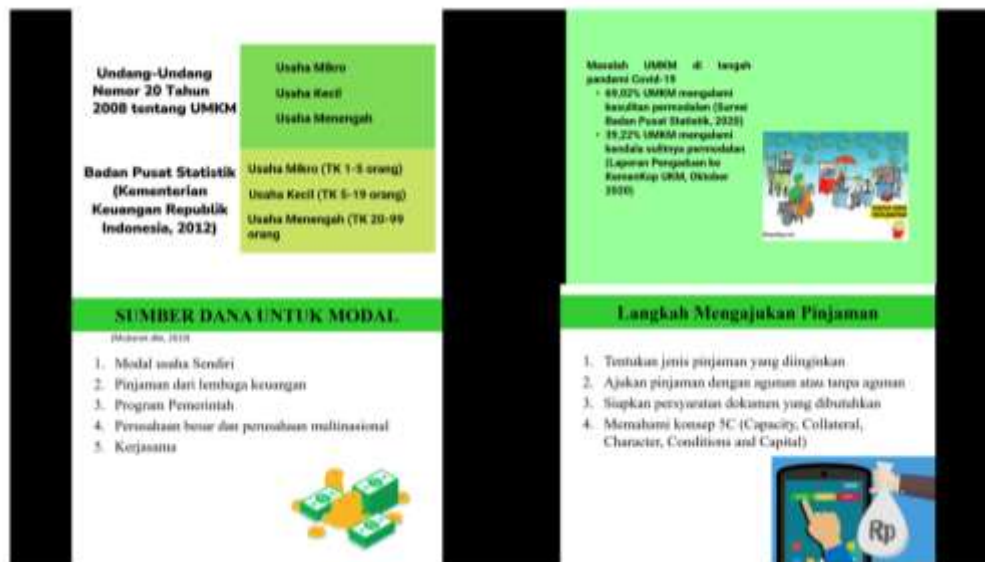 Undang-Undang
Nomor 20 Tahun
2008 tentang UMKM
Usaha Mikro
Usaha Kecil
Usaha Menengah
Badan Pusat Statistik
(Kementerian
Keuangan Republik
Indonesia, 2012)
Usaha Mikro (TK 1-5 orang)
Usaha Kecil (TK 5-19 orang)
Usaha Menengah (TK 20-99
orang
Masalah UMKM di tengah
pandemi Covid-19
• 69,02% UMKM mengalami
kesulitan permodalan (Survei
Badan Pusat Statistik, 2020)
• 39,22% UMKM mengalami
kendala sulitnya permodalan
(Laporan Pengaduan ke
KemenKop UKM, Oktober
2020)
SUMBER DANA UNTUK MODAL
1. Modal usaha Sendiri
2. Pinjaman dari lembaga keuangan
3. Program Pemerintah
4. Perusahaan besar dan perusahaan multinasional
5. Kerjasama
Langkah Mengajukan Pinjaman
1. Tentukan jenis pinjaman yang diinginkan
2. Ajukan pinjaman dengan agunan atau tanpa agunan
3. Siapkan persyaratan dokumen yang dibutuhkan
4. Memahami konsep 5C (Capacity, Collateral,
Character, Conditions and Capital)
Rp